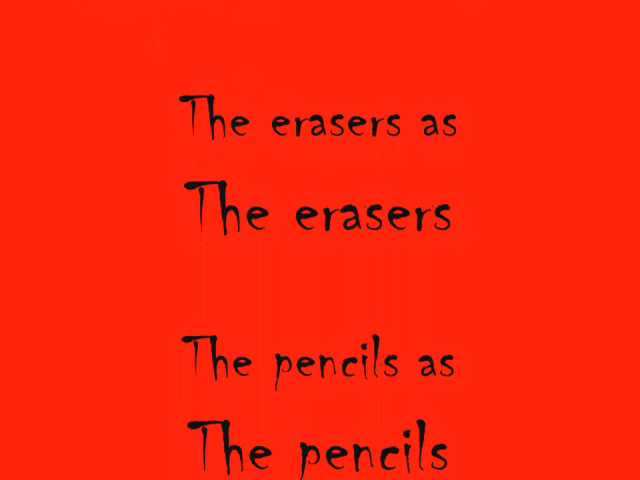 The erasers as
The erasers
The pencils as
The pencils